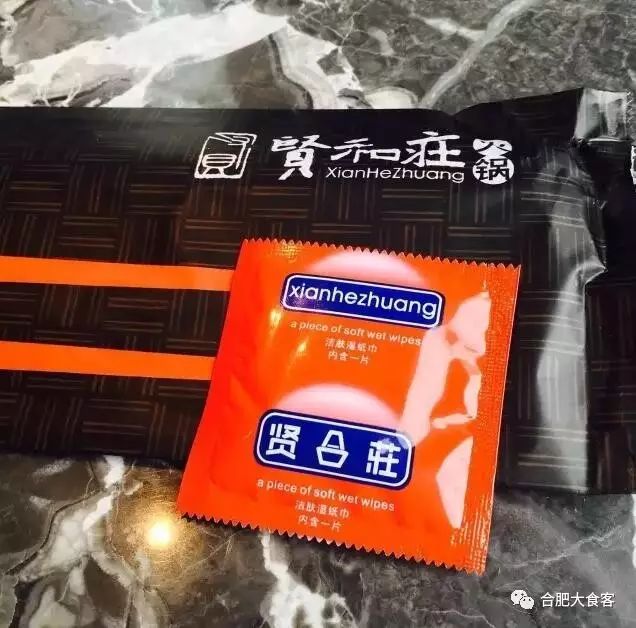 賢和莊火锅
XianHeZhuang
xianhezhuang
a piece of soft wet wipes
洁肤湿纸巾
内含一片
贤合莊
a piece of soft wet wipes
洁肤湿纸巾
内含一片
合肥大食客